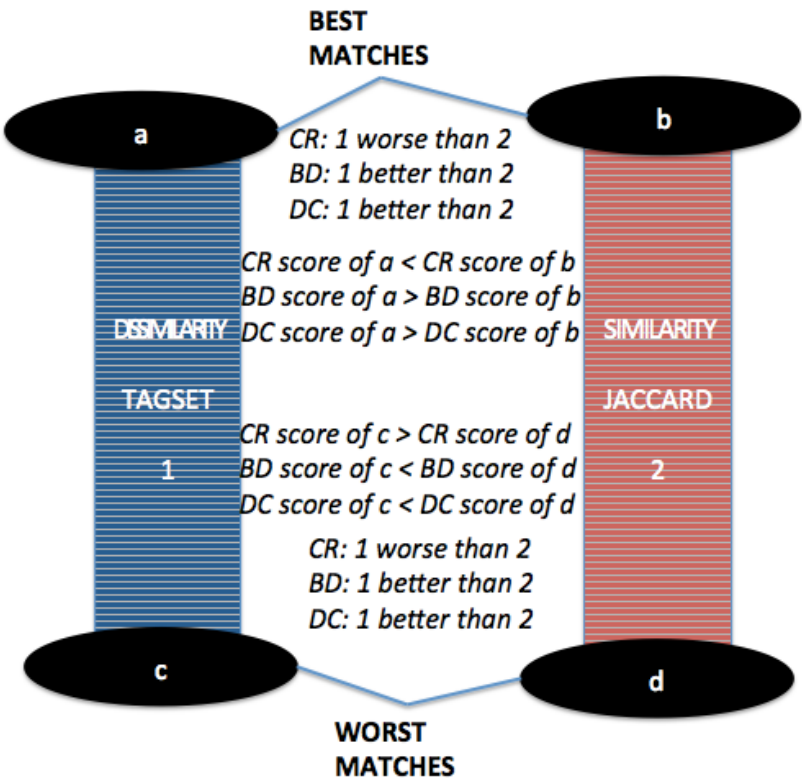 BEST
MATCHES
a
b
CR: 1 worse than 2
BD: 1 better than 2
DC: 1 better than 2
CR score of a < CR score of b
BD score of a > BD score of b
DC score of a > DC score of b
DISSIMILARITY
TAGSET
1
SIMILARITY
JACCARD
2
CR score of c > CR score of d
BD score of c < BD score of d
DC score of c < DC score of d
CR: 1 worse than 2
BD: 1 better than 2
DC: 1 better than 2
c
d
WORST
MATCHES